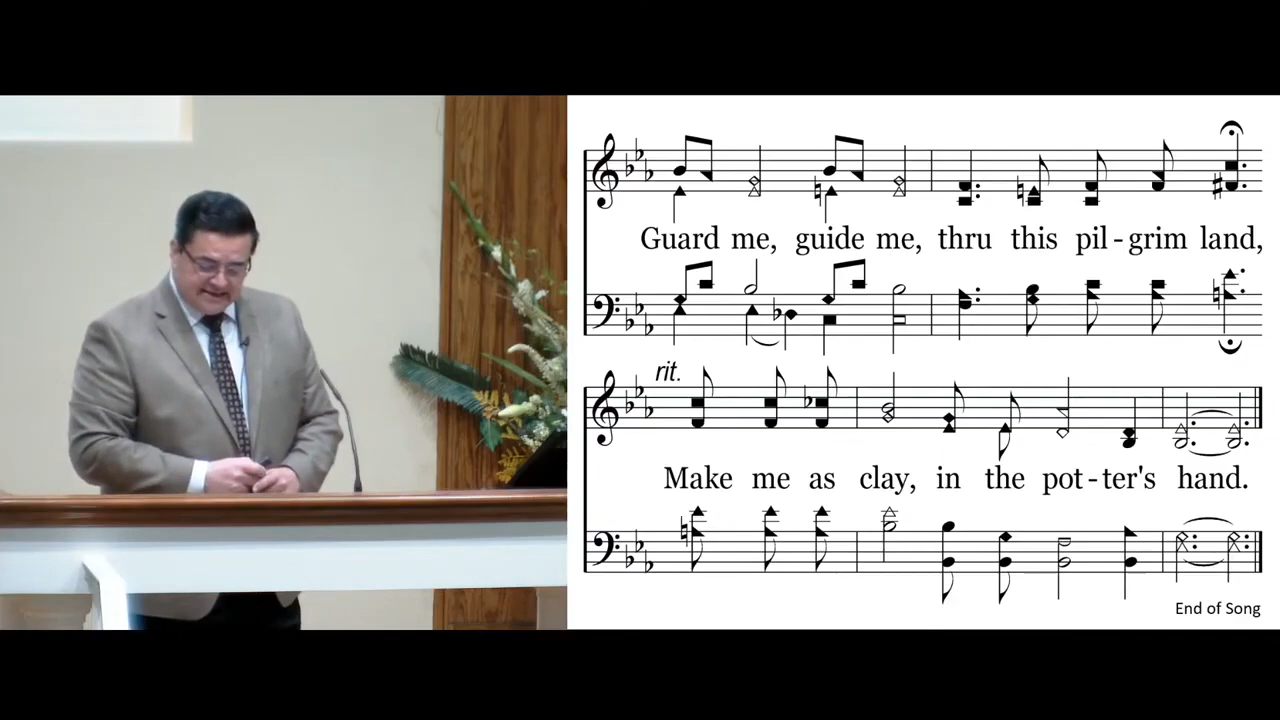 Guard me, guide me, thru this pil-grim land,
rit.
Make me as clay, in the pot-ter's hand.
End of Song